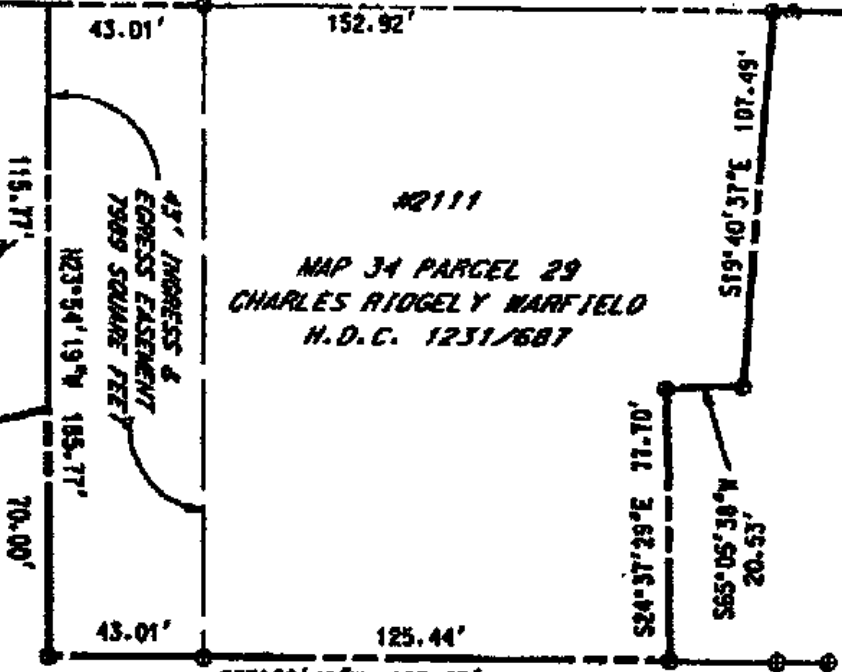 43.01'
152.92'
S19°40'37"E 107.49'
115.77'
#2111
43' INGRESS &
EGRESS EASEMENT
7989 SQUARE FEET
MAP 34 PARCEL 29
CHARLES RIDGELY WARFIELD
H.D.C. 1231/687
N23°54'19"W 185.77'
S24°37'29"E 77.70'
S65°05'38"W
20.53'
70.00'
43.01'
125.44'